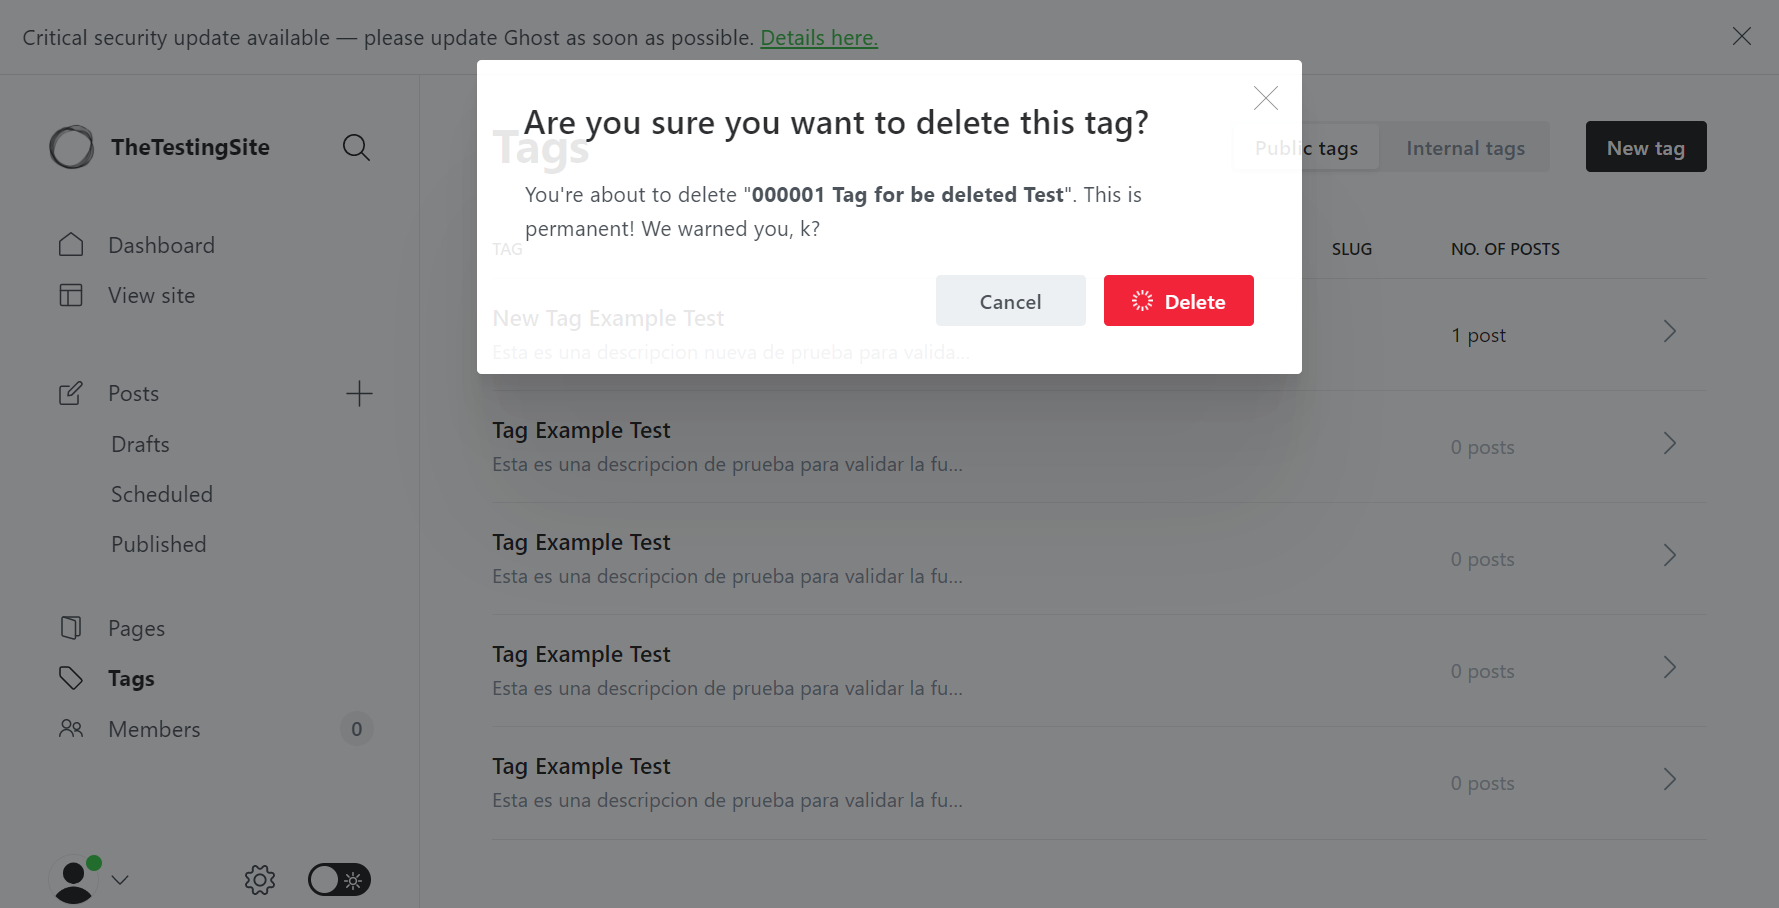 Critical security update available — please update Ghost as soon as possible. Details here.
TheTestingSite
Dashboard
View site
Posts
Drafts
Scheduled
Published
Pages
Tags
Members
0
Are you sure you want to delete this tag?
You're about to delete "000001 Tag for be deleted Test". This is
permanent! We warned you, k?
Cancel
Delete
Tags
Public tags
Internal tags
New tag
TAG
SLUG
NO. OF POSTS
New Tag Example Test
Esta es una descripcion nueva de prueba para valida...
1 post
Tag Example Test
Esta es una descripcion de prueba para validar la fu...
0 posts
Tag Example Test
Esta es una descripcion de prueba para validar la fu...
0 posts
Tag Example Test
Esta es una descripcion de prueba para validar la fu...
0 posts
Tag Example Test
Esta es una descripcion de prueba para validar la fu...
0 posts